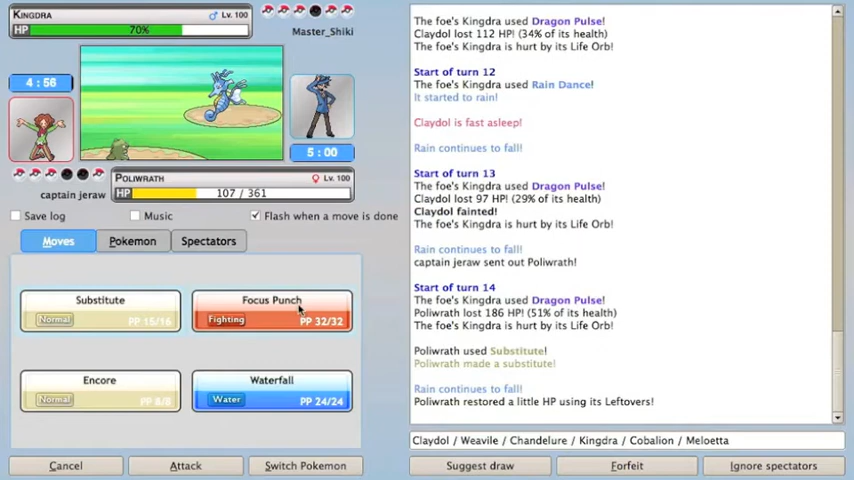 KINGDRA ♂ Lv. 100
HP 70%
Master_Shiki
4 : 56
5 : 00
POLIWRATH ♀ Lv. 100
HP 107 / 361
captain jeraw
Save log
Music
Flash when a move is done
Moves
Pokemon
Spectators
Substitute
Normal PP 15/16
Focus Punch
Fighting PP 32/32
Encore
Normal PP 8/8
Waterfall
Water PP 24/24
Cancel
Attack
Switch Pokemon
The foe's Kingdra used Dragon Pulse!
Claydol lost 112 HP! (34% of its health)
The foe's Kingdra is hurt by its Life Orb!
Start of turn 12
The foe's Kingdra used Rain Dance!
It started to rain!
Claydol is fast asleep!
Rain continues to fall!
Start of turn 13
The foe's Kingdra used Dragon Pulse!
Claydol lost 97 HP! (29% of its health)
Claydol fainted!
The foe's Kingdra is hurt by its Life Orb!
Rain continues to fall!
captain jeraw sent out Poliwrath!
Start of turn 14
The foe's Kingdra used Dragon Pulse!
Poliwrath lost 186 HP! (51% of its health)
The foe's Kingdra is hurt by its Life Orb!
Poliwrath used Substitute!
Poliwrath made a substitute!
Rain continues to fall!
Poliwrath restored a little HP using its Leftovers!
Claydol / Weavile / Chandelure / Kingdra / Cobalion / Meloetta
Suggest draw
Forfeit
Ignore spectators